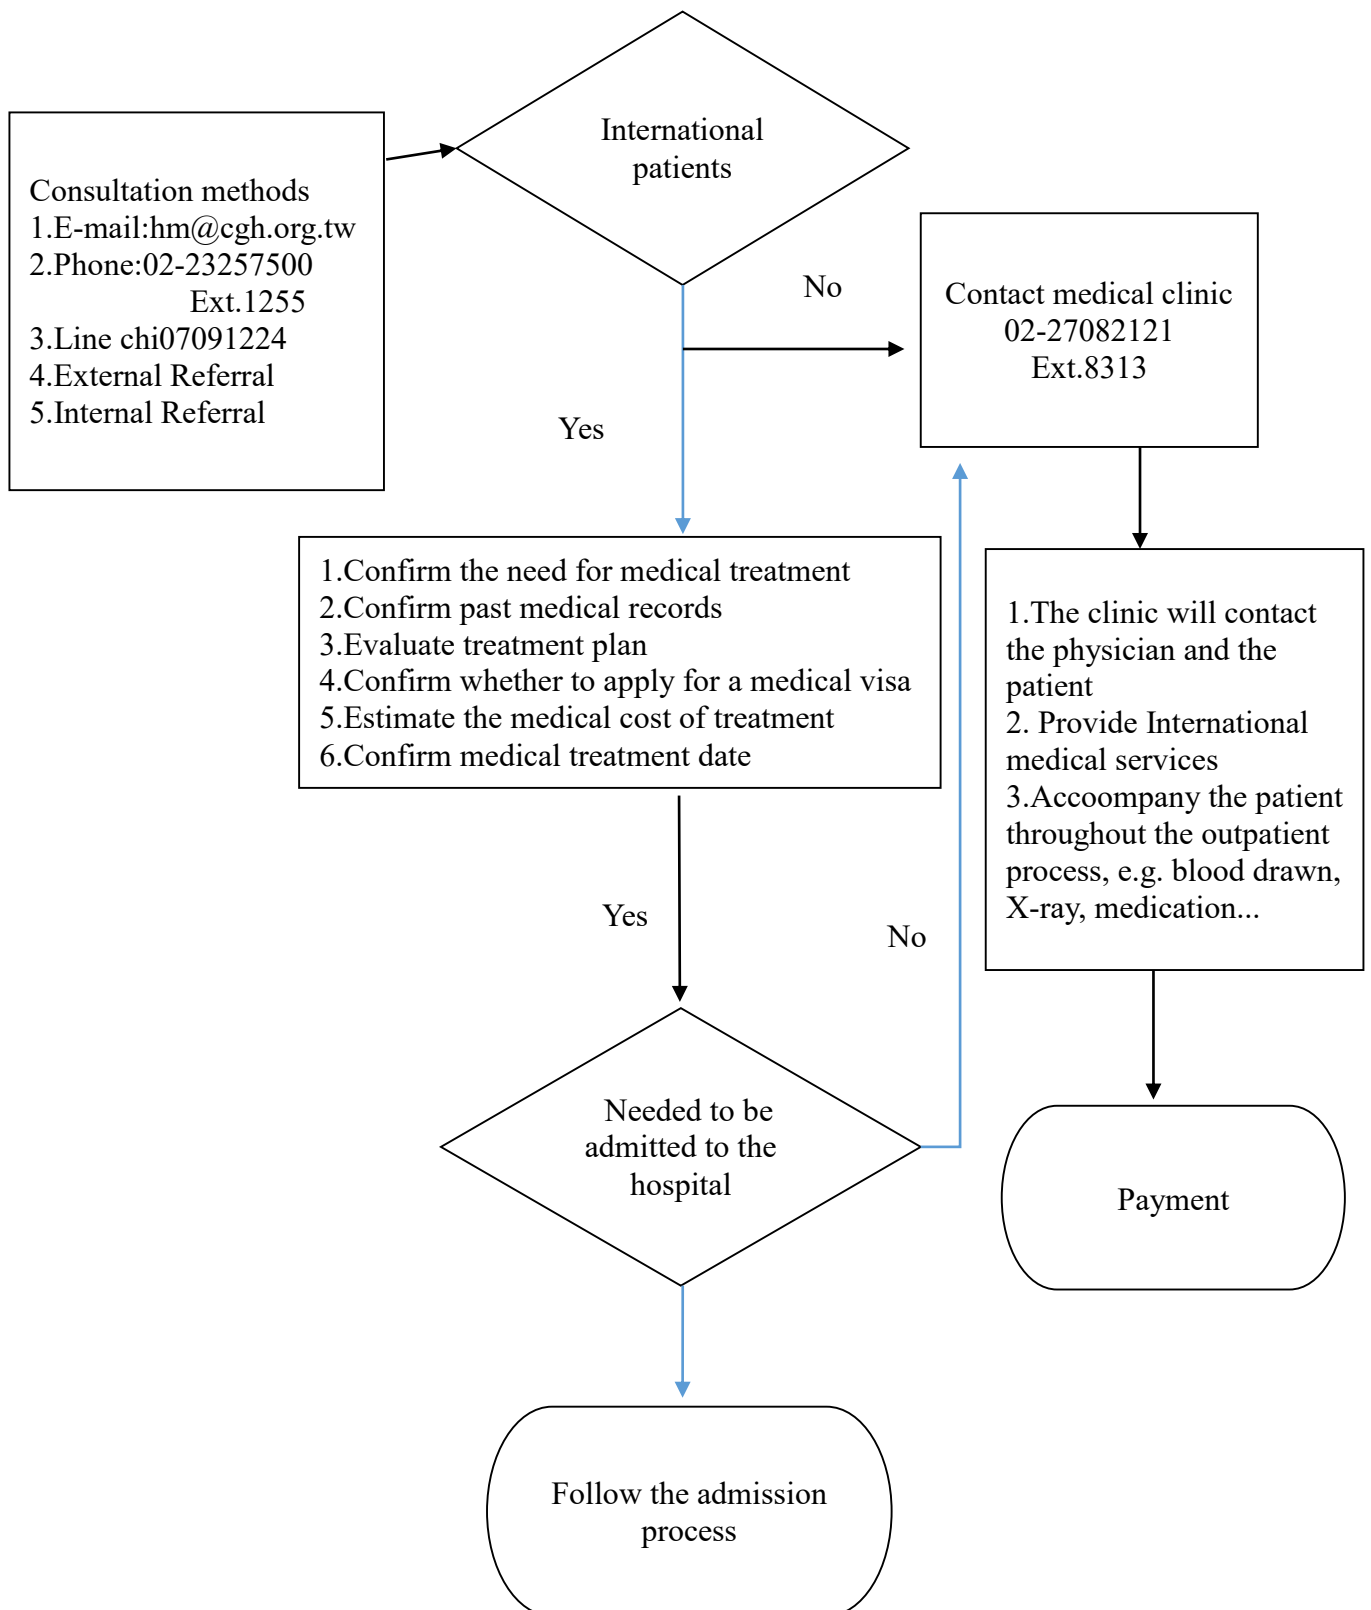 International
patients
Consultation methods
1.E-mail:hm@cgh.org.tw
2.Phone:02-23257500
Ext.1255
3.Line chi07091224
4.External Referral
5.Internal Referral
No
Contact medical clinic
02-27082121
Ext.8313
Yes
1.Confirm the need for medical treatment
2.Confirm past medical records
3.Evaluate treatment plan
4.Confirm whether to apply for a medical visa
5.Estimate the medical cost of treatment
6.Confirm medical treatment date
1.The clinic will contact
the physician and the
patient
2. Provide International
medical services
3.Accoompany the patient
throughout the outpatient
process, e.g. blood drawn,
X-ray, medication...
Yes
No
Needed to be
admitted to the
hospital
Payment
Follow the admission
process